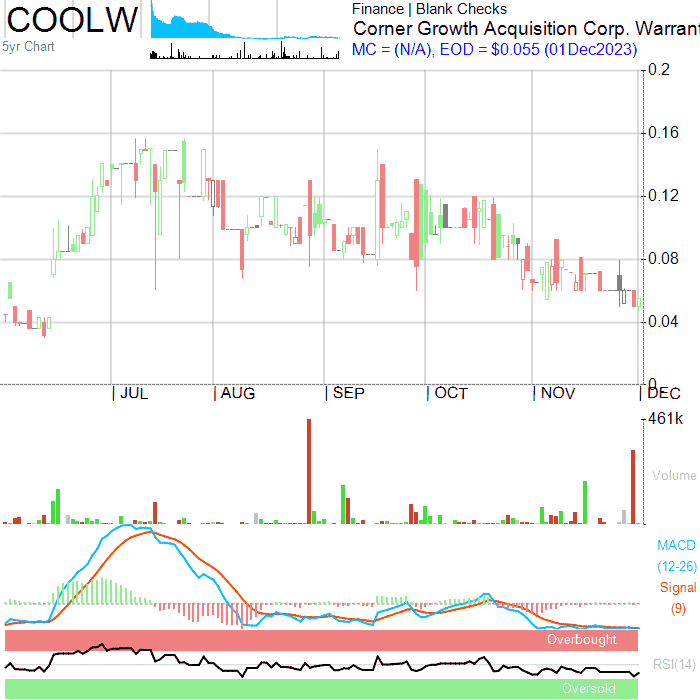 COOLW
5yr Chart
Finance | Blank Checks
Corner Growth Acquisition Corp. Warrant
MC = (N/A), EOD = $0.055 (01Dec2023)
0.2
0.16
0.12
0.08
0.04
0
| JUL | AUG | SEP | OCT | NOV | DEC
461k
Volume
MACD
(12-26)
Signal
(9)
Overbought
RSI(14)
Oversold